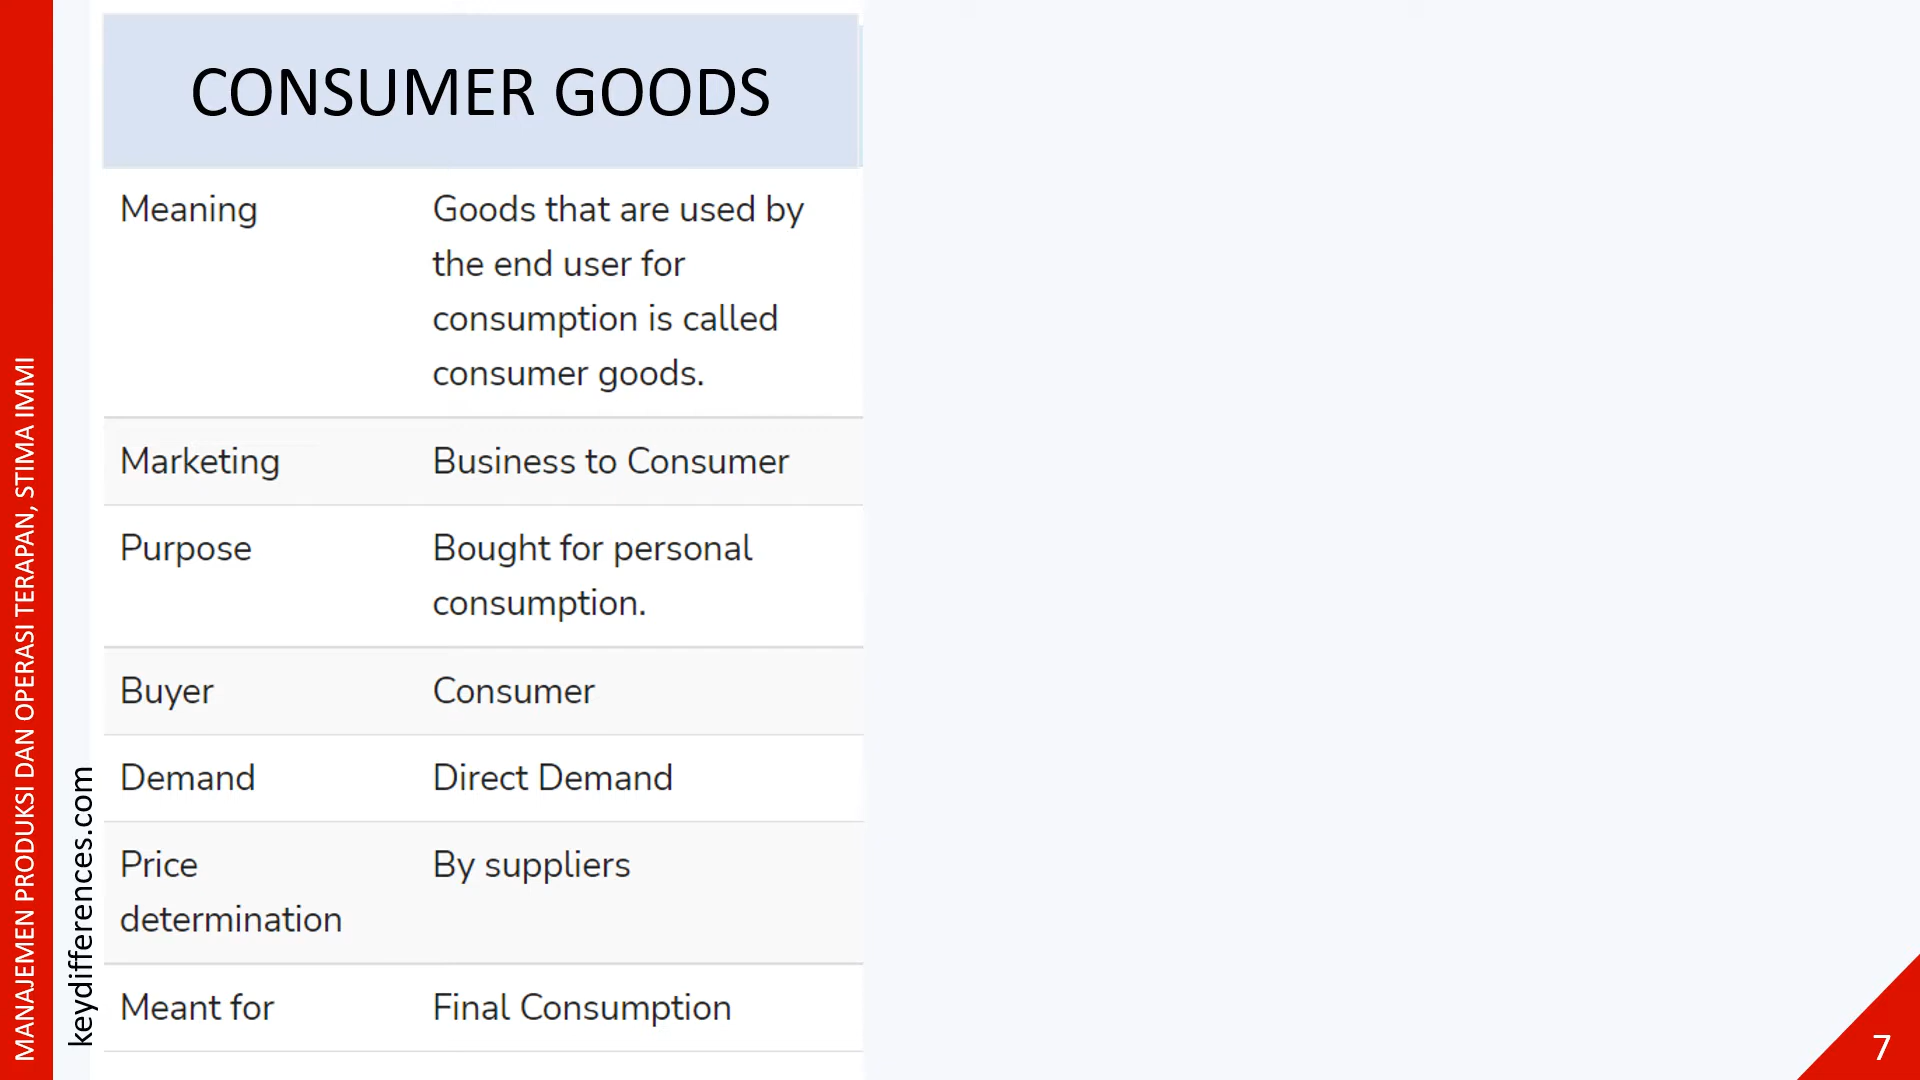 CONSUMER GOODS
Meaning
Goods that are used by
the end user for
consumption is called
consumer goods.
Marketing
Business to Consumer
Purpose
Bought for personal
consumption.
Buyer
Consumer
Demand
Direct Demand
Price
determination
By suppliers
Meant for
Final Consumption
MANAJEMEN PRODUKSI DAN OPERASI TERAPAN, STIMA IMMI
keydifferences.com
7